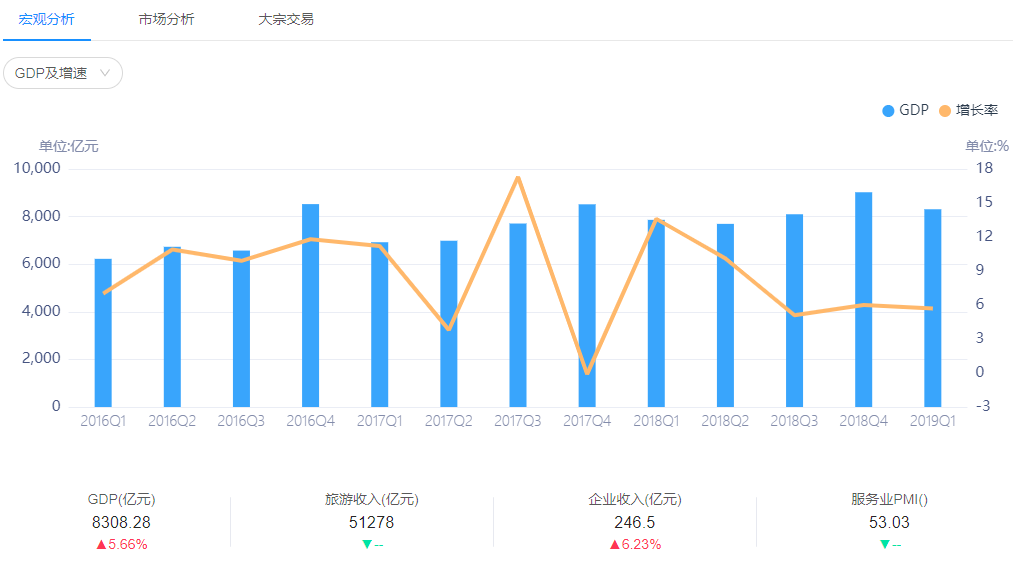 宏观分析 市场分析 大宗交易
GDP及增速
GDP 增长率
单位:亿元 单位:%
10,000 18
8,000 15
6,000 12
4,000 9
2,000 6
0 3
0
-3
2016Q1 2016Q2 2016Q3 2016Q4 2017Q1 2017Q2 2017Q3 2017Q4 2018Q1 2018Q2 2018Q3 2018Q4 2019Q1
GDP(亿元) 旅游收入(亿元) 企业收入(亿元) 服务业PMI()
8308.28 51278 246.5 53.03
▲5.66% ▼-- ▲6.23% ▼--